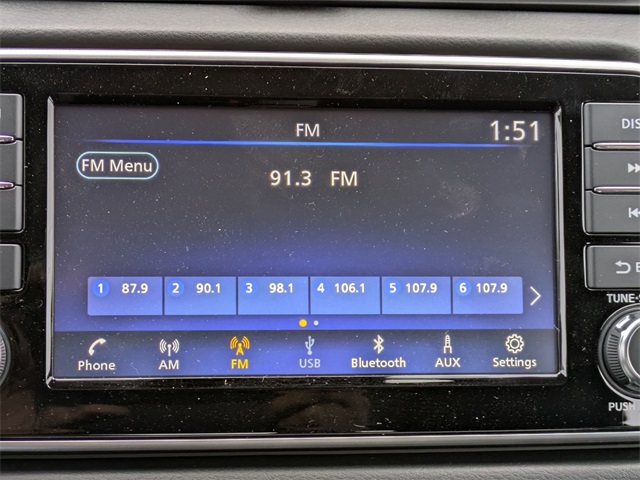 FM 1:51
FM Menu
91.3 FM
1 87.9 2 90.1 3 98.1 4 106.1 5 107.9 6 107.9
Phone AM FM USB Bluetooth AUX Settings
DIS
TUNE·S
PUSH